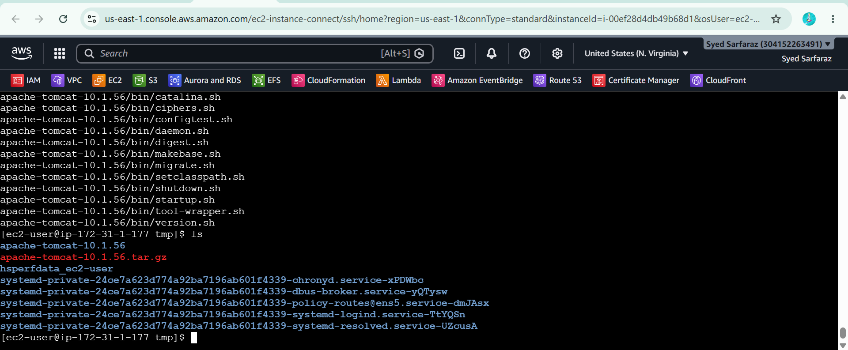 us-east-1.console.aws.amazon.com/ec2-instance-connect/ssh/home?region=us-east-1&connType=standard&instanceId=i-00ef28d4db49b68d1&osUser=ec2-...
aws Search [Alt+S] United States (N. Virginia) Syed Sarfaraz (304152263491)
Syed Sarfaraz
IAM VPC EC2 S3 Aurora and RDS EFS CloudFormation Lambda Amazon EventBridge Route 53 Certificate Manager CloudFront
apache-tomcat-10.1.56/bin/catalina.sh
apache-tomcat-10.1.56/bin/ciphers.sh
apache-tomcat-10.1.56/bin/configtest.sh
apache-tomcat-10.1.56/bin/daemon.sh
apache-tomcat-10.1.56/bin/digest.sh
apache-tomcat-10.1.56/bin/makebase.sh
apache-tomcat-10.1.56/bin/migrate.sh
apache-tomcat-10.1.56/bin/setclasspath.sh
apache-tomcat-10.1.56/bin/shutdown.sh
apache-tomcat-10.1.56/bin/startup.sh
apache-tomcat-10.1.56/bin/tool-wrapper.sh
apache-tomcat-10.1.56/bin/version.sh
[ec2-user@ip-172-31-1-177 tmp]$ ls
apache-tomcat-10.1.56
apache-tomcat-10.1.56.tar.gz
hsperfdata_ec2-user
systemd-private-24ce7a623d774a92ba7196ab601f4339-chronyd.service-xPDWbc
systemd-private-24ce7a623d774a92ba7196ab601f4339-dbus-broker.service-yQTysw
systemd-private-24ce7a623d774a92ba7196ab601f4339-policy-routes@ens5.service-dmJAsx
systemd-private-24ce7a623d774a92ba7196ab601f4339-systemd-logind.service-TtYQSn
systemd-private-24ce7a623d774a92ba7196ab601f4339-systemd-resolved.service-UZcusA
[ec2-user@ip-172-31-1-177 tmp]$